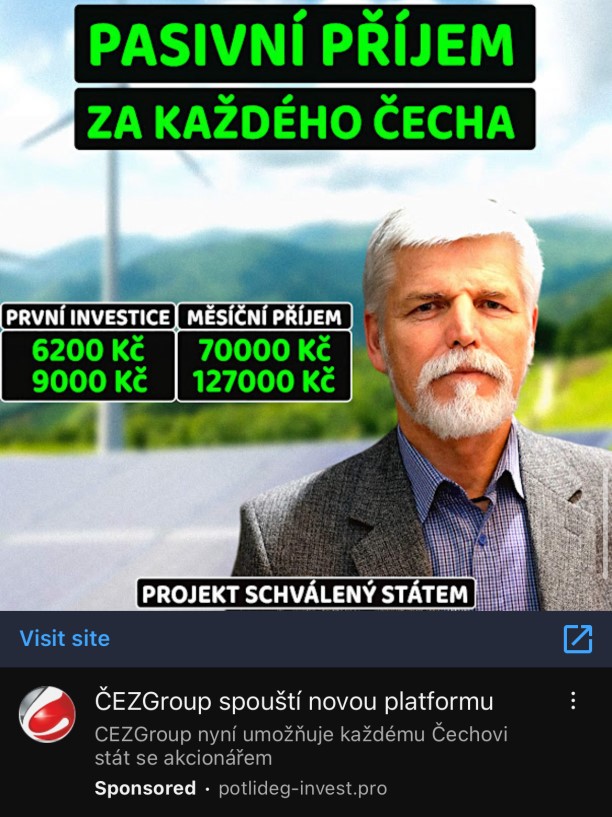 PASIVNÍ PŘÍJEM
ZA KAŽDÉHO ČECHA
PRVNÍ INVESTICE MĚSÍČNÍ PŘÍJEM
6200 Kč 70000 Kč
9000 Kč 127000 Kč
PROJEKT SCHVÁLENÝ STÁTEM
Visit site
ČEZGroup spouští novou platformu
CEZGroup nyní umožňuje každému Čechovi
stát se akcionářem
Sponsored · potlideg-invest.pro